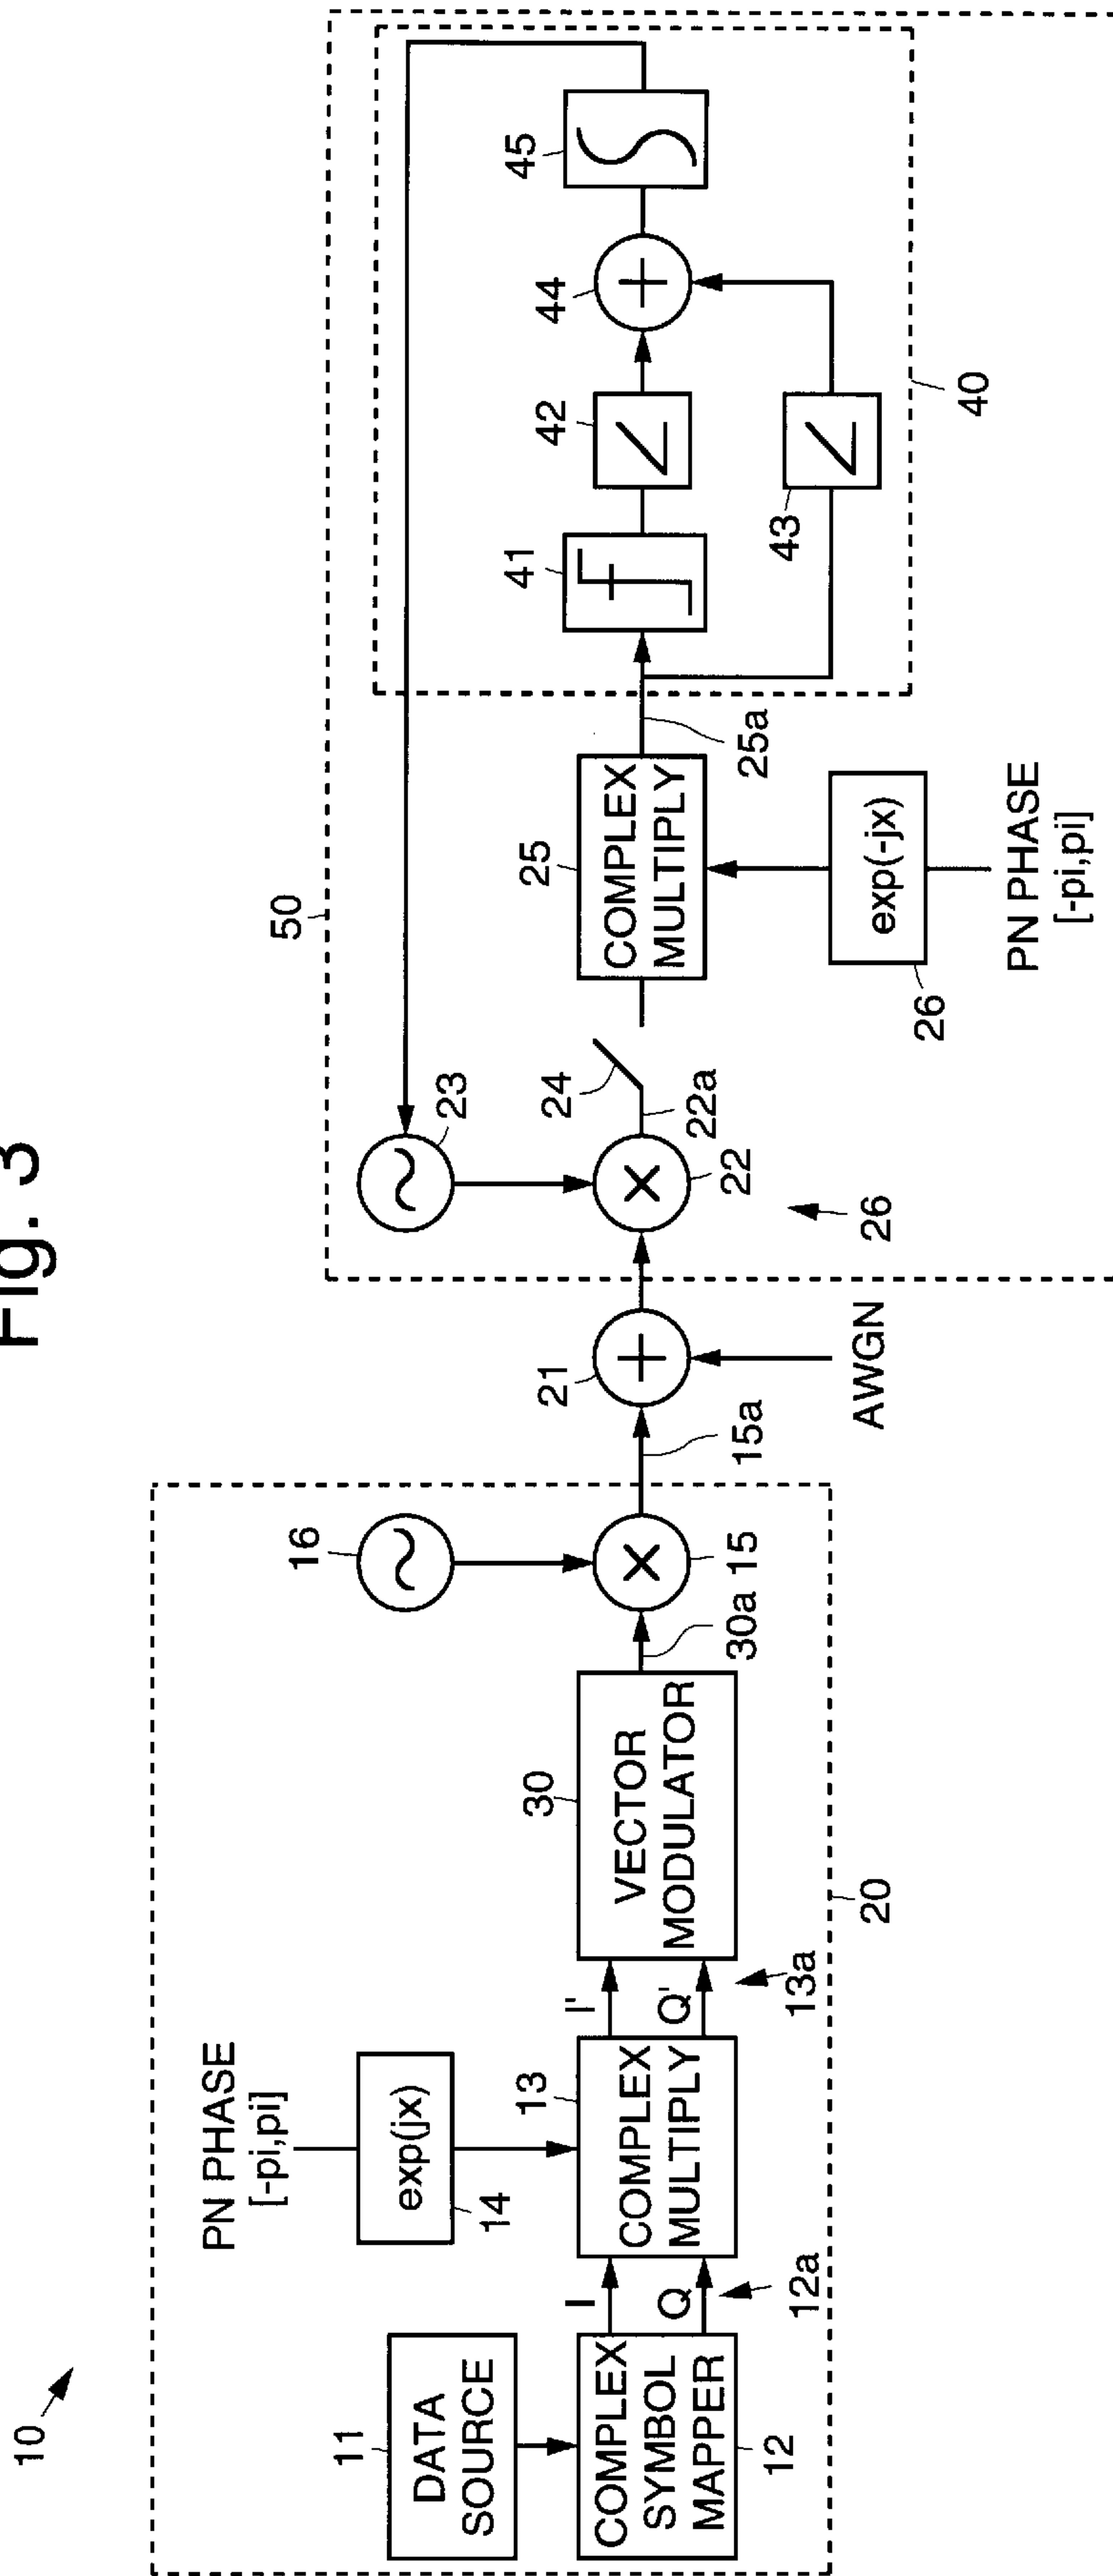 Fig. 3
10
11
DATA
SOURCE
COMPLEX
SYMBOL
MAPPER
12
I
Q
12a
PN PHASE
[-pi,pi]
exp(jx)
14
13
COMPLEX
MULTIPLY
I'
Q'
13a
20
30
VECTOR
MODULATOR
30a
16
15
15a
21
AWGN
50
23
22
22a
24
26
25
COMPLEX
MULTIPLY
25a
exp(-jx)
26
PN PHASE
[-pi,pi]
41
42
43
44
45
40